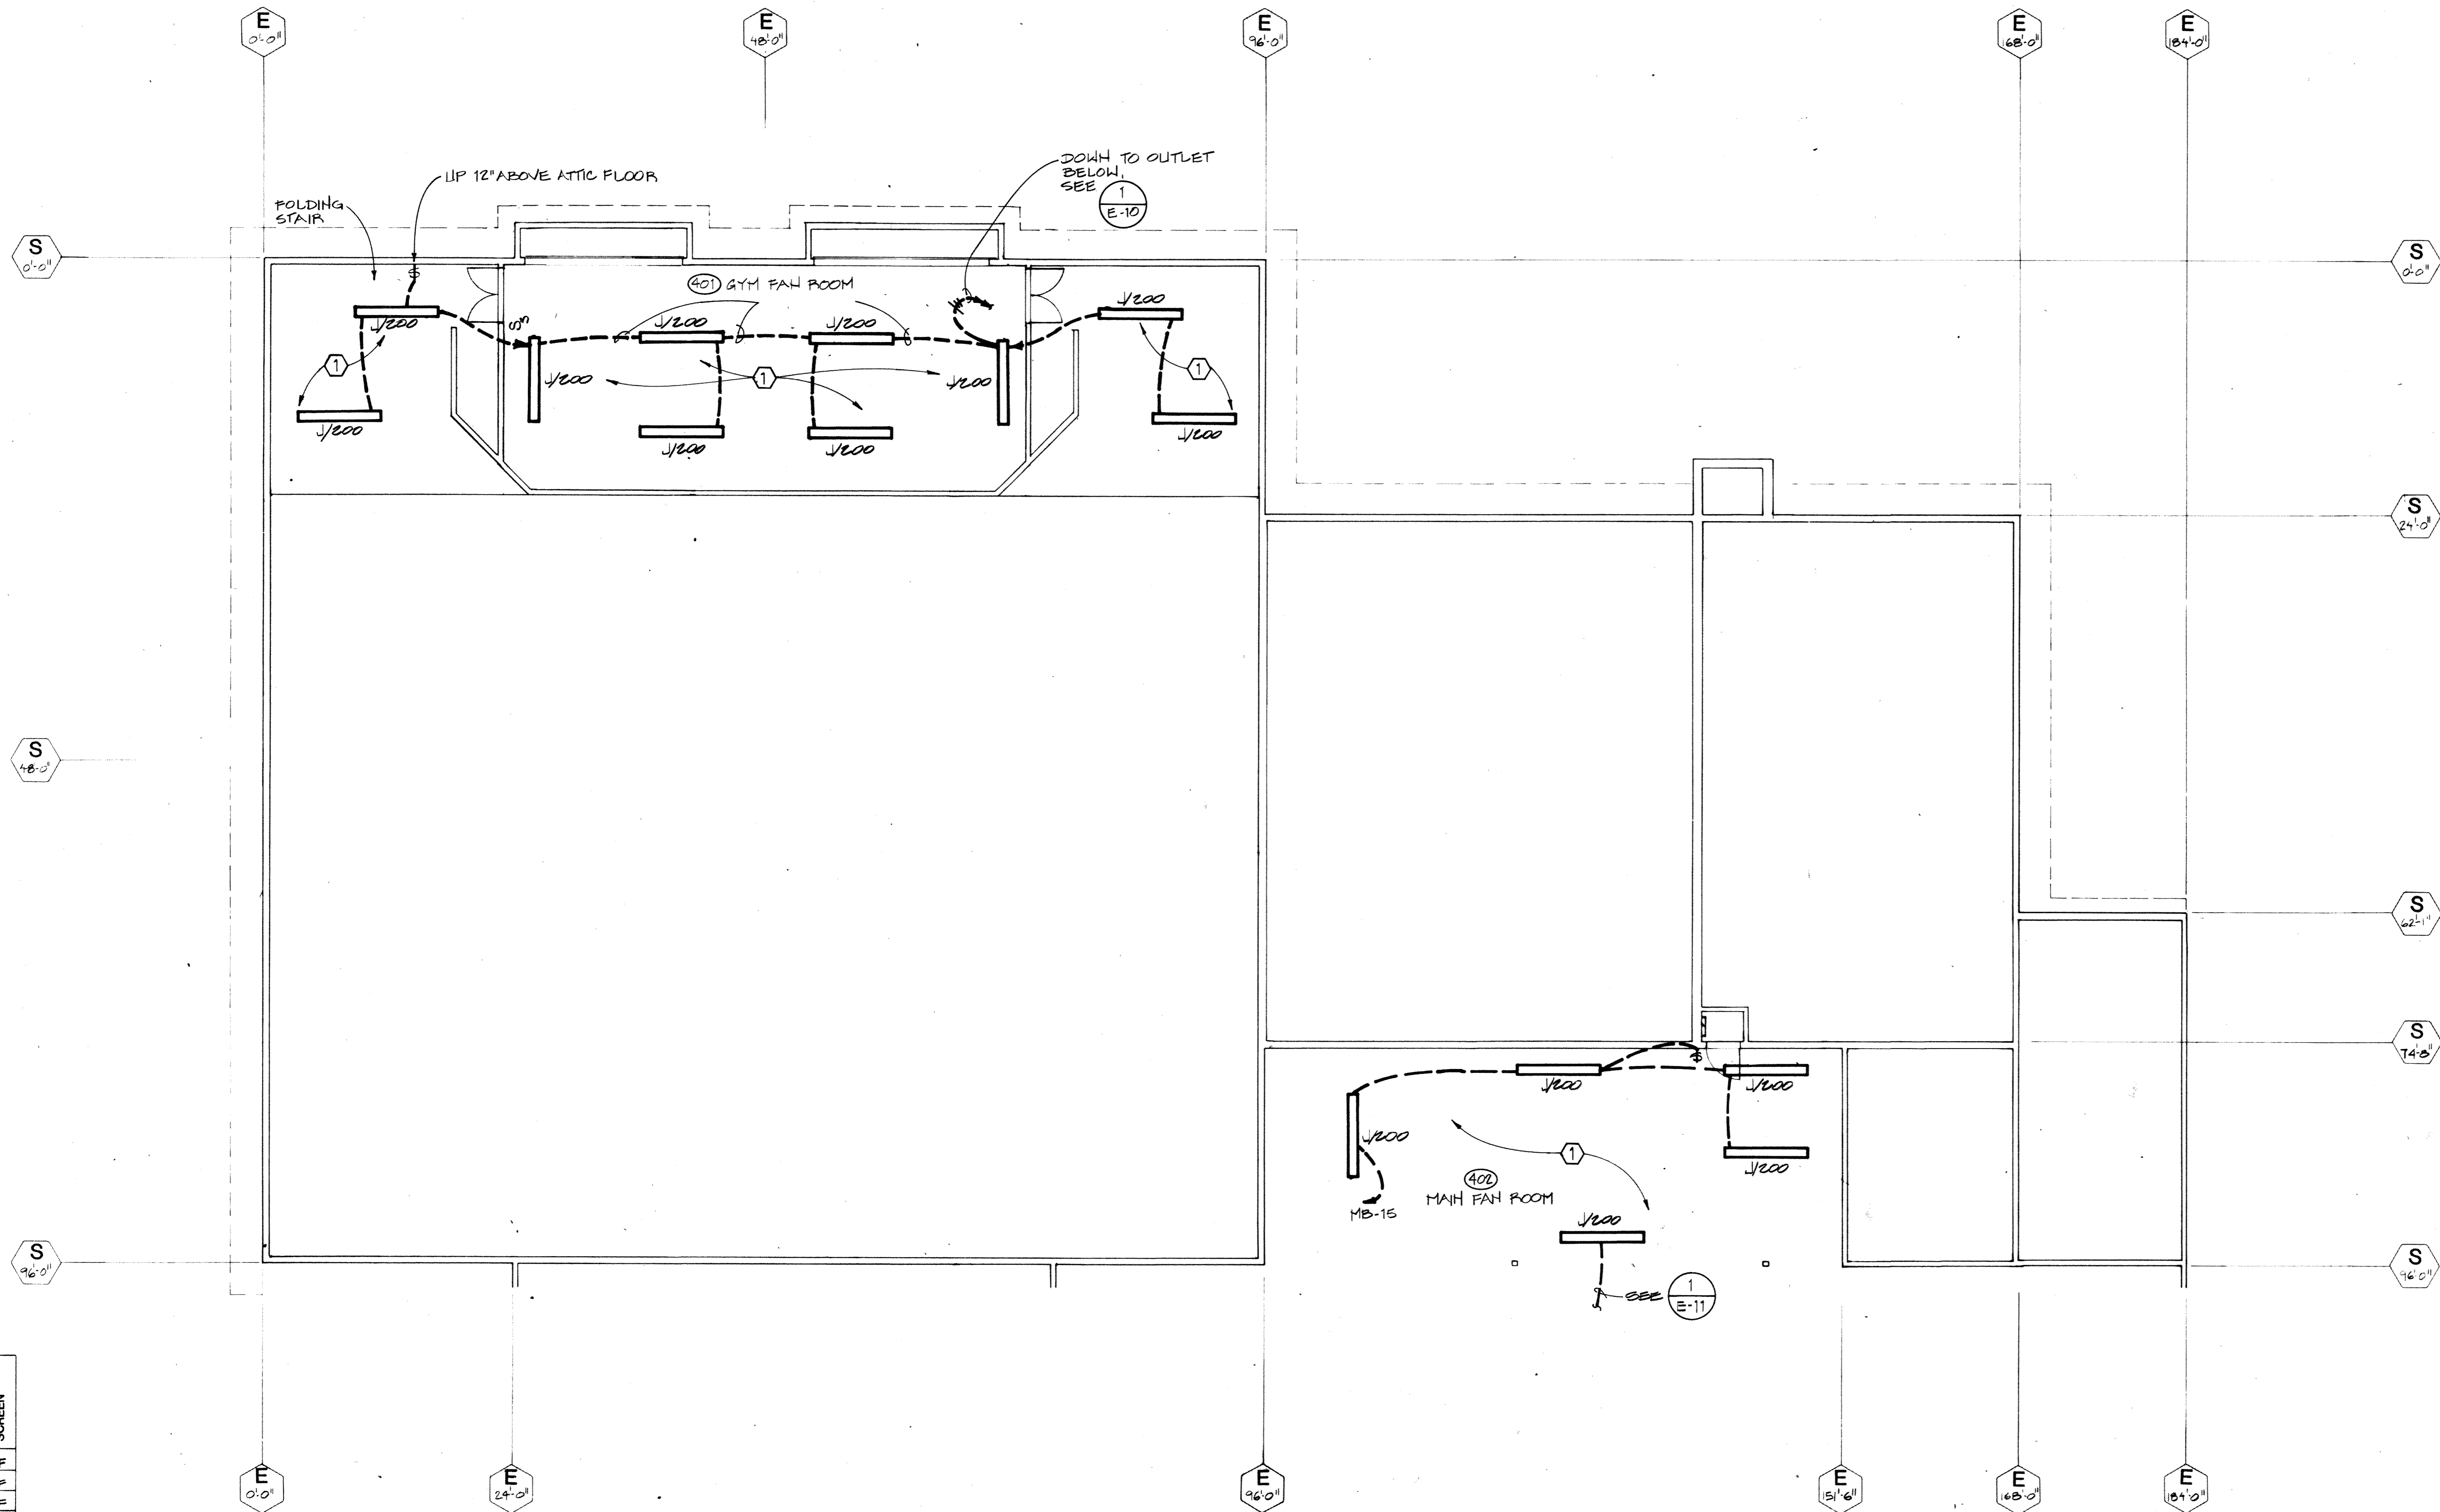 E
0'-0"
E
48'-0"
E
96'-0"
E
168'-0"
E
184'-0"
UP 12" ABOVE ATTIC FLOOR
DOWN TO OUTLET
BELOW,
SEE
1
E-10
FOLDING
STAIR
S
0'-0"
S
0'-0"
401 GYM FAN ROOM
J/200
J/200
J/200
J/200
S3
1
J/200
1
J/200
1
J/200
J/200
J/200
J/200
S
24'-0"
S
48'-0"
S
62'-1"
S
74'-8"
J/200
J/200
J/200
1
J/200
402
MAIN FAN ROOM
MB-15
J/200
S
96'-0"
S
96'-0"
SEE
1
E-11
SCREEN
E
0'-0"
E
24'-0"
E
96'-0"
E
151'-6"
E
168'-0"
E
184'-0"